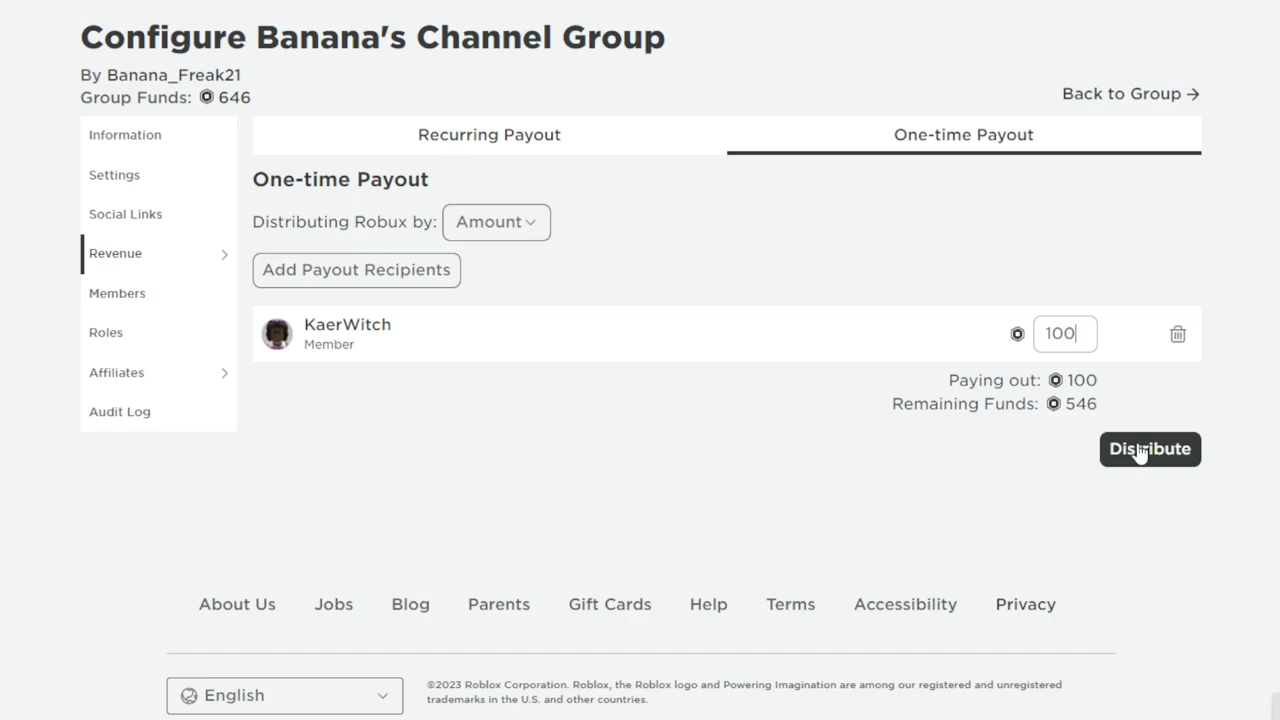 Configure Banana's Channel Group
By Banana_Freak21
Group Funds: 646
Back to Group →
Information
Settings
Social Links
Revenue
Members
Roles
Affiliates
Audit Log
Recurring Payout
One-time Payout
One-time Payout
Distributing Robux by: Amount
Add Payout Recipients
KaerWitch
Member
100
Paying out: 100
Remaining Funds: 546
Distribute
About Us Jobs Blog Parents Gift Cards Help Terms Accessibility Privacy
English
©2023 Roblox Corporation. Roblox, the Roblox logo and Powering Imagination are among our registered and unregistered
trademarks in the U.S. and other countries.